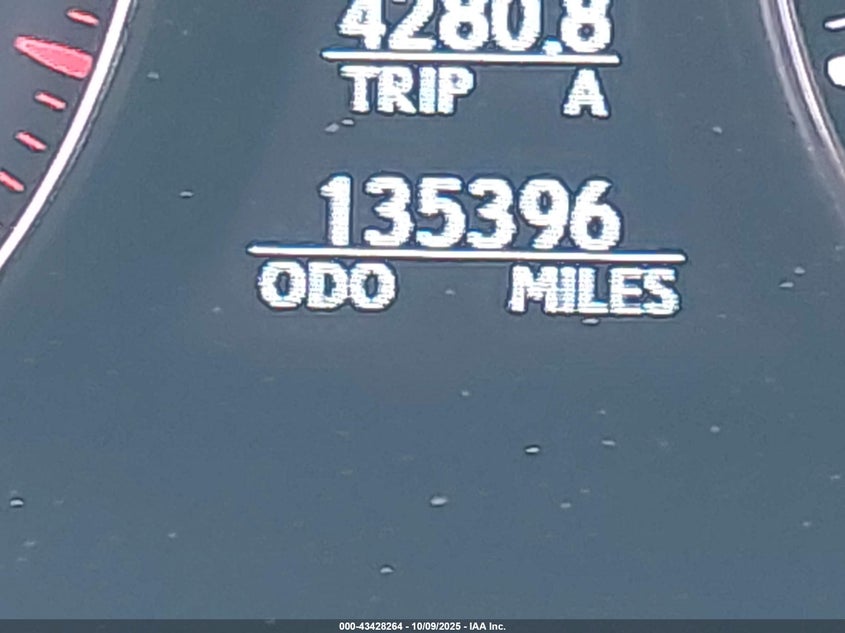 4280.8
TRIP A
135396
ODO MILES
000-43428264 - 10/09/2025 - IAA Inc.